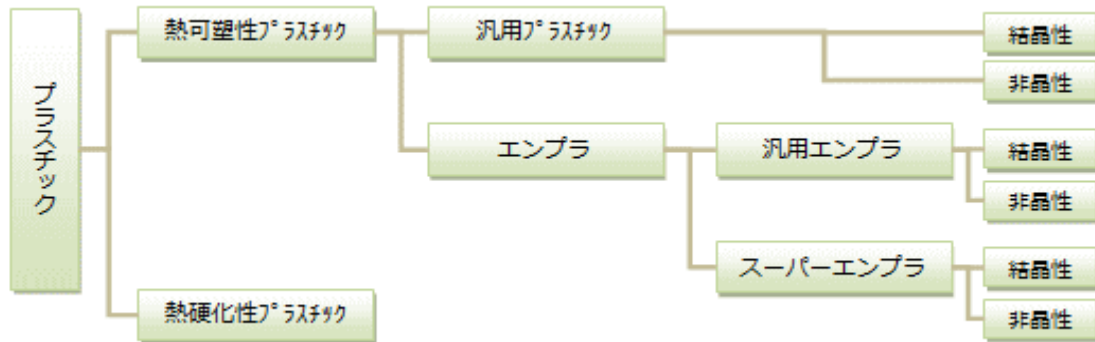 プラスチック
熱可塑性ﾌﾟﾗｽﾁｯｸ
汎用ﾌﾟﾗｽﾁｯｸ
結晶性
非晶性
エンプラ
汎用エンプラ
結晶性
非晶性
スーパーエンプラ
結晶性
非晶性
熱硬化性ﾌﾟﾗｽﾁｯｸ